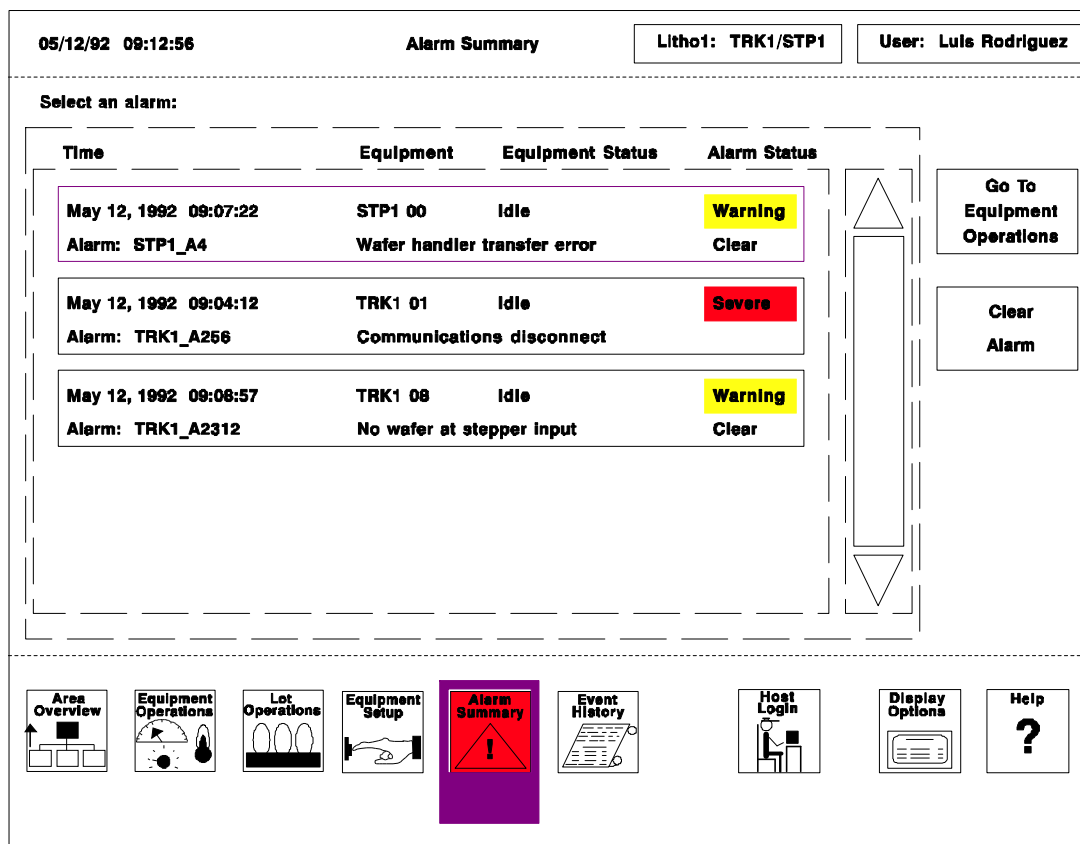 05/12/92 09:12:56 Alarm Summary Litho1: TRK1/STP1 User: Luis Rodriguez
Select an alarm:
Time Equipment Equipment Status Alarm Status
May 12, 1992 09:07:22 STP1 00 Idle Warning
Alarm: STP1_A4 Wafer handler transfer error Clear
May 12, 1992 09:04:12 TRK1 01 Idle Severe
Alarm: TRK1_A256 Communications disconnect
May 12, 1992 09:08:57 TRK1 08 Idle Warning
Alarm: TRK1_A2312 No wafer at stepper input Clear
Go To
Equipment
Operations
Clear
Alarm
Area
Overview
Equipment
Operations
Lot
Operations
Equipment
Setup
Alarm
Summary
!
Event
History
Host
Login
Display
Options
Help
?